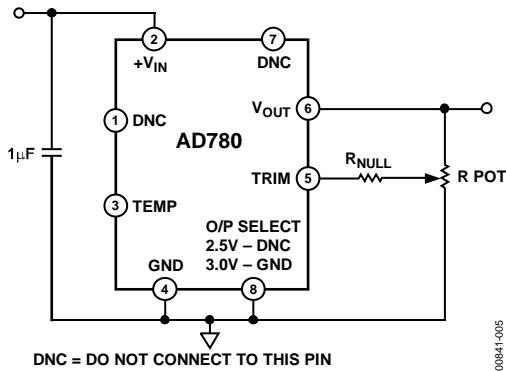 2
7
+VIN
DNC
1 DNC
VOUT 6
AD780
1μF
RNULL
TRIM 5
R POT
3 TEMP
O/P SELECT
2.5V – DNC
3.0V – GND
GND
4
8
DNC = DO NOT CONNECT TO THIS PIN
00841-005